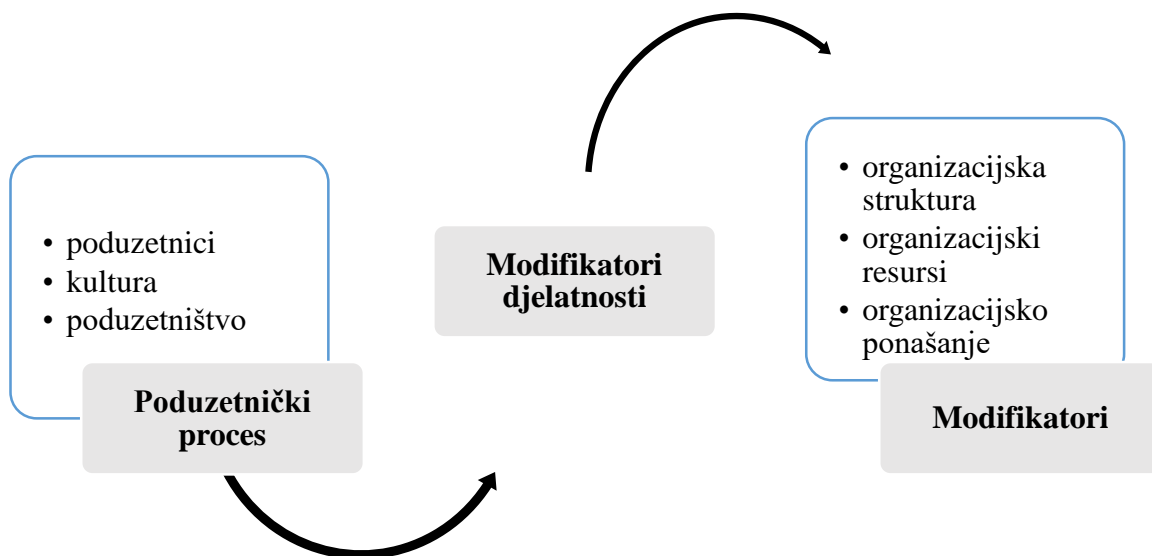 • poduzetnici
• kultura
• poduzetništvo
Poduzetnički
proces
Modifikatori
djelatnosti
• organizacijska
struktura
• organizacijski
resursi
• organizacijsko
ponašanje
Modifikatori